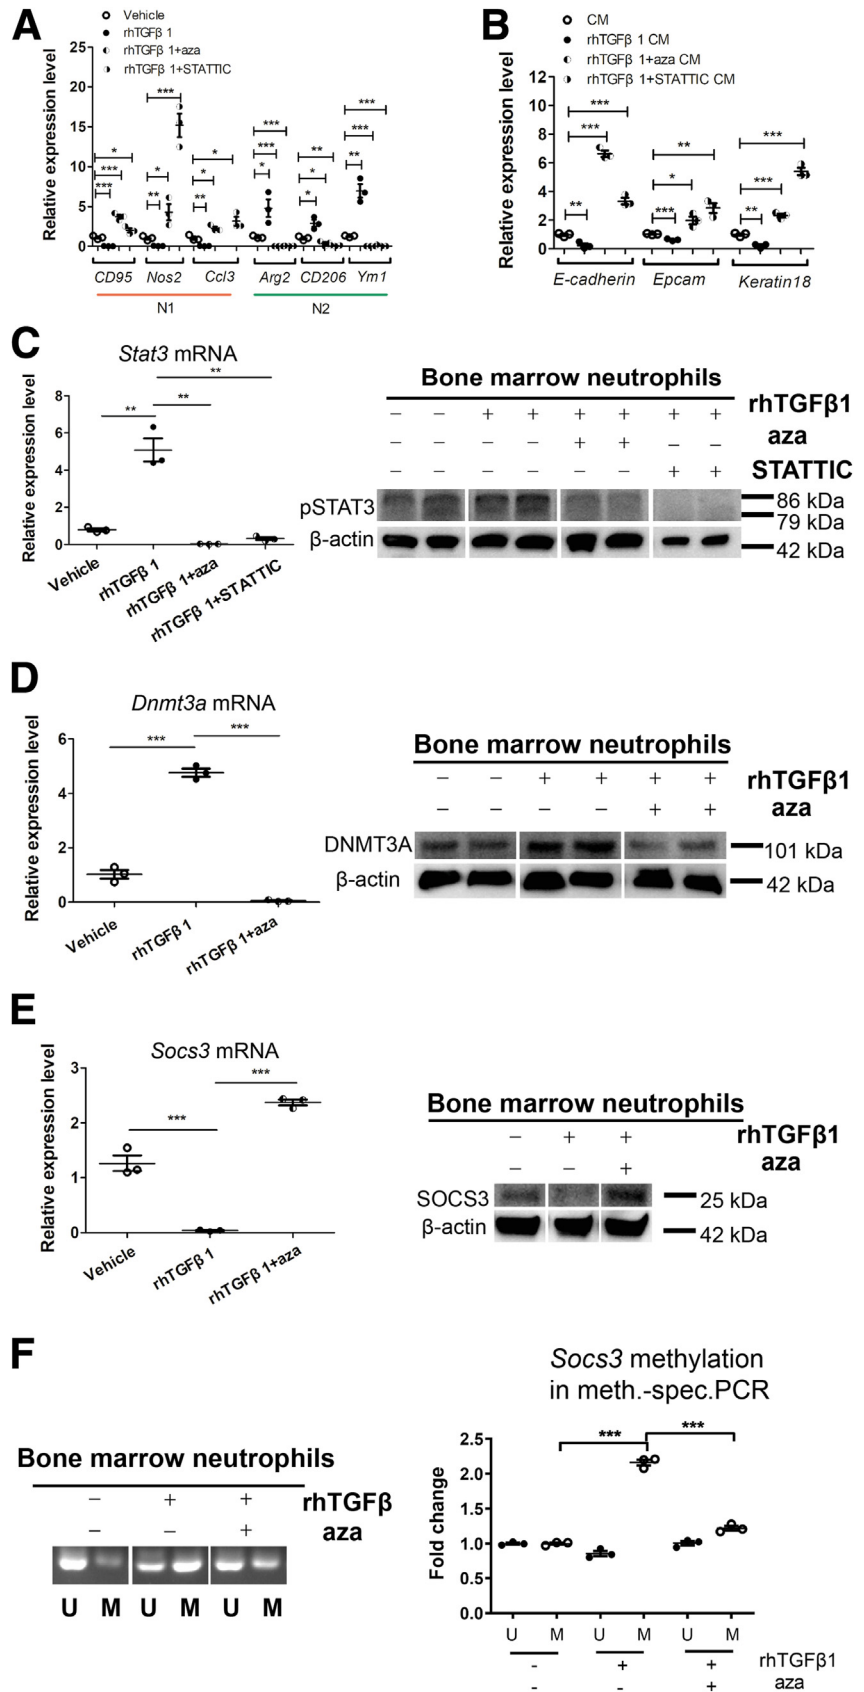 A
Vehicle
rhTGFβ 1
rhTGFβ 1+aza
rhTGFβ 1+STATTIC
Relative expression level
25
20
15
10
5
0
*** *** *
** * ***
** * *
* *** ***
* * **
** *** ***
CD95 Nos2 Ccl3 Arg2 CD206 Ym1
N1 N2
B
CM
rhTGFβ 1 CM
rhTGFβ 1+aza CM
rhTGFβ 1+STATTIC CM
Relative expression level
12
10
8
6
4
2
0
** *** ***
*** * **
** *** ***
E-cadherin Epcam Keratin18
C
Stat3 mRNA
Relative expression level
8
6
4
2
0
** ** **
Vehicle
rhTGFβ 1
rhTGFβ 1+aza
rhTGFβ 1+STATTIC
Bone marrow neutrophils
– – + + + + + + rhTGFβ1
– – – – + + – – aza
– – – – – – + + STATTIC
pSTAT3 86 kDa
79 kDa
β-actin 42 kDa
D
Dnmt3a mRNA
Relative expression level
6
4
2
0
*** ***
Vehicle
rhTGFβ 1
rhTGFβ 1+aza
Bone marrow neutrophils
– – + + + + rhTGFβ1
– – – – + + aza
DNMT3A 101 kDa
β-actin 42 kDa
E
Socs3 mRNA
Relative expression level
3
2
1
0
*** ***
Vehicle
rhTGFβ 1
rhTGFβ 1+aza
Bone marrow neutrophils
– + + rhTGFβ1
– – + aza
SOCS3 25 kDa
β-actin 42 kDa
F
Bone marrow neutrophils
– + + rhTGFβ
– – + aza
U M U M U M
Socs3 methylation
in meth.-spec.PCR
Fold change
2.5
2.0
1.5
1.0
0.5
0.0
*** ***
U M U M U M
- + + rhTGFβ1
- - + aza